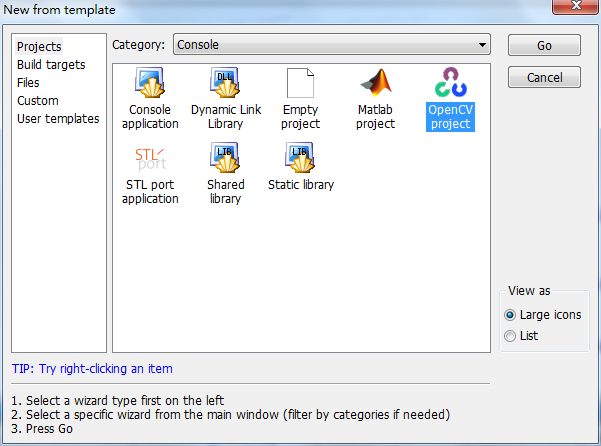 New from template
Projects
Build targets
Files
Custom
User templates
Category:
Console
Go
Cancel
Console
application
DLL
Dynamic Link
Library
Empty
project
Matlab
project
OpenCV
project
STL
port
STL port
application
LIB
Shared
library
LIB
Static library
View as
Large icons
List
TIP: Try right-clicking an item
1. Select a wizard type first on the left
2. Select a specific wizard from the main window (filter by categories if needed)
3. Press Go